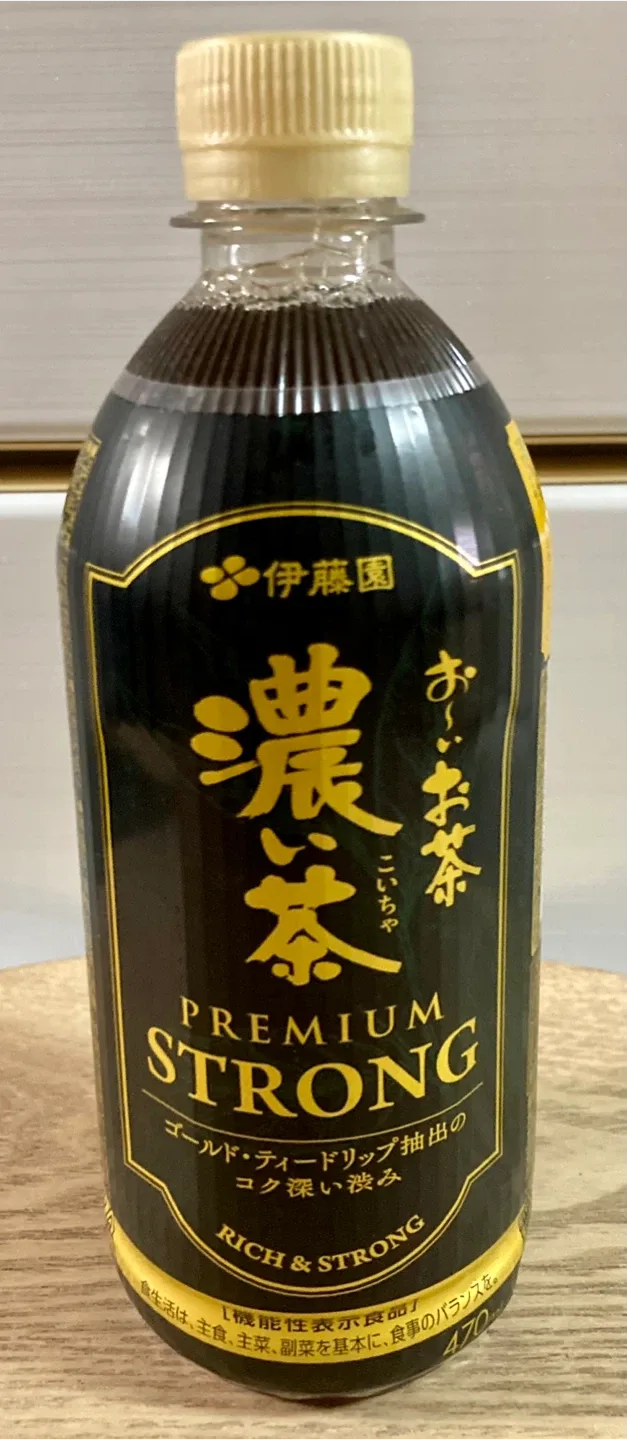 伊藤園
お～いお茶
濃い茶
こいちゃ
PREMIUM
STRONG
ゴールド・ティードリップ抽出の
コク深い渋み
RICH & STRONG
[機能性表示食品]
食生活は、主食、主菜、副菜を基本に、食事のバランスを。
470